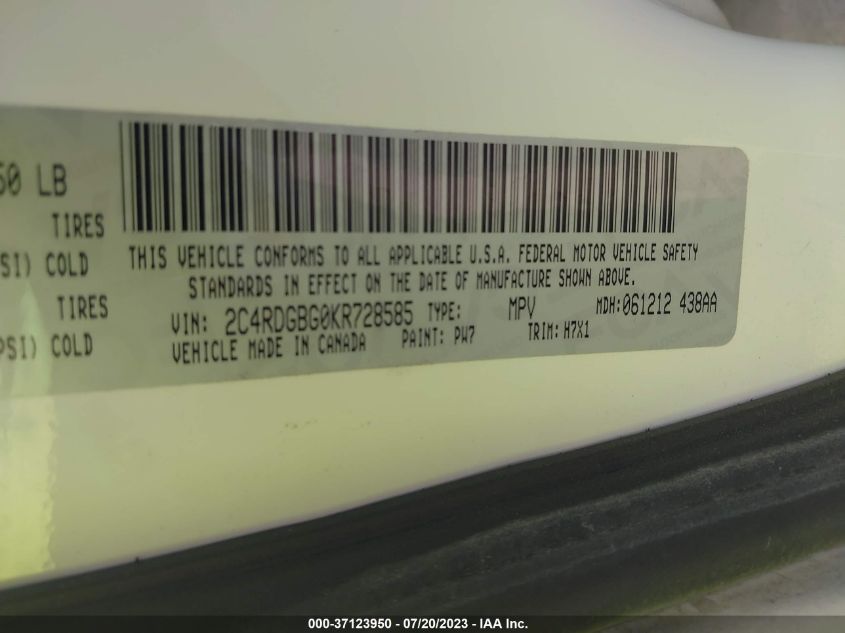 50 LB
TIRES
SI) COLD
TIRES
PSI) COLD
THIS VEHICLE CONFORMS TO ALL APPLICABLE U.S.A. FEDERAL MOTOR VEHICLE SAFETY
STANDARDS IN EFFECT ON THE DATE OF MANUFACTURE SHOWN ABOVE.
VIN: 2C4RDGBG0KR728585 TYPE: MPV MDH:061212 438AA
VEHICLE MADE IN CANADA PAINT: PW7 TRIM: H7X1
000-37123950 - 07/20/2023 - IAA Inc.